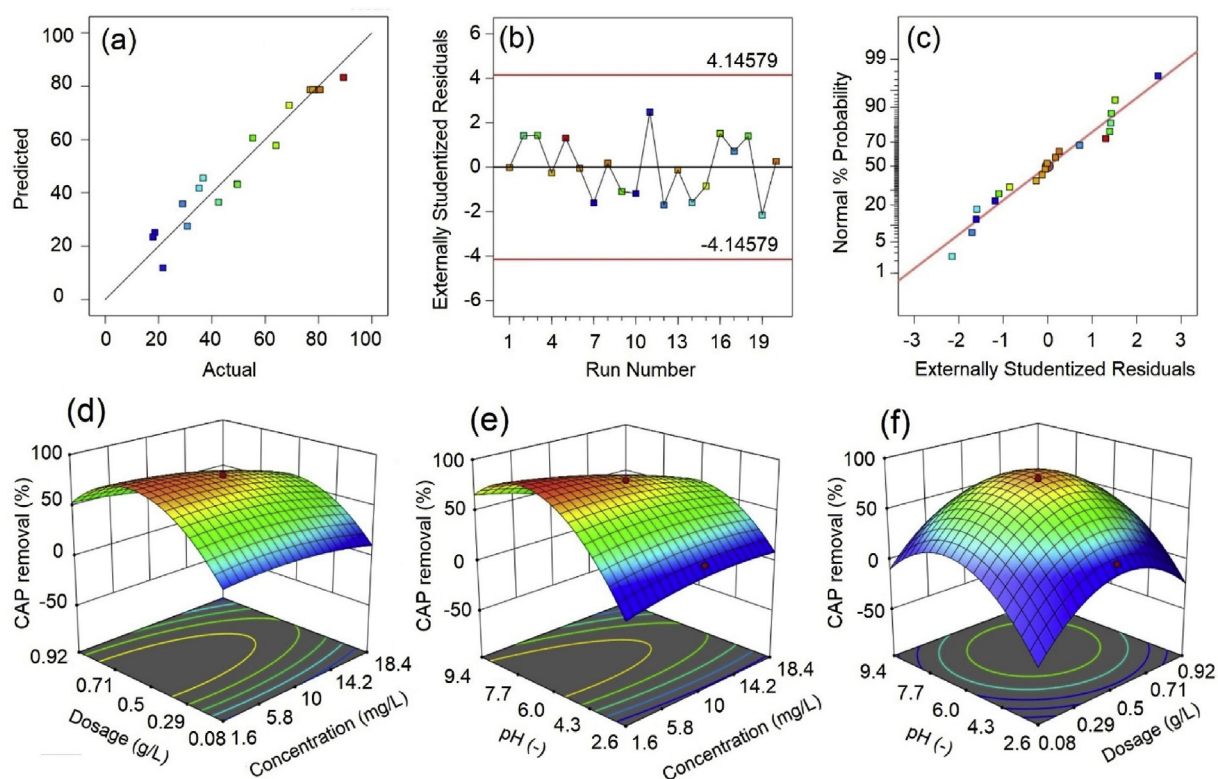 (a)
Predicted
100
80
60
40
20
0
0 20 40 60 80 100
Actual
(b)
Externally Studentized Residuals
6
4
2
0
-2
-4
-6
4.14579
-4.14579
1 4 7 10 13 16 19
Run Number
(c)
Normal % Probability
99
90
70
50
20
5
1
-3 -2 -1 0 1 2 3
Externally Studentized Residuals
(d)
CAP removal (%)
100
50
0
-50
0.92
0.71
0.5
0.29
0.08
Dosage (g/L)
1.6
5.8
10
14.2
18.4
Concentration (mg/L)
(e)
CAP removal (%)
100
50
0
-50
9.4
7.7
6.0
4.3
2.6
pH (-)
1.6
5.8
10
14.2
18.4
Concentration (mg/L)
(f)
CAP removal (%)
100
50
0
-50
9.4
7.7
6.0
4.3
2.6
pH (-)
0.08
0.29
0.5
0.71
0.92
Dosage (g/L)